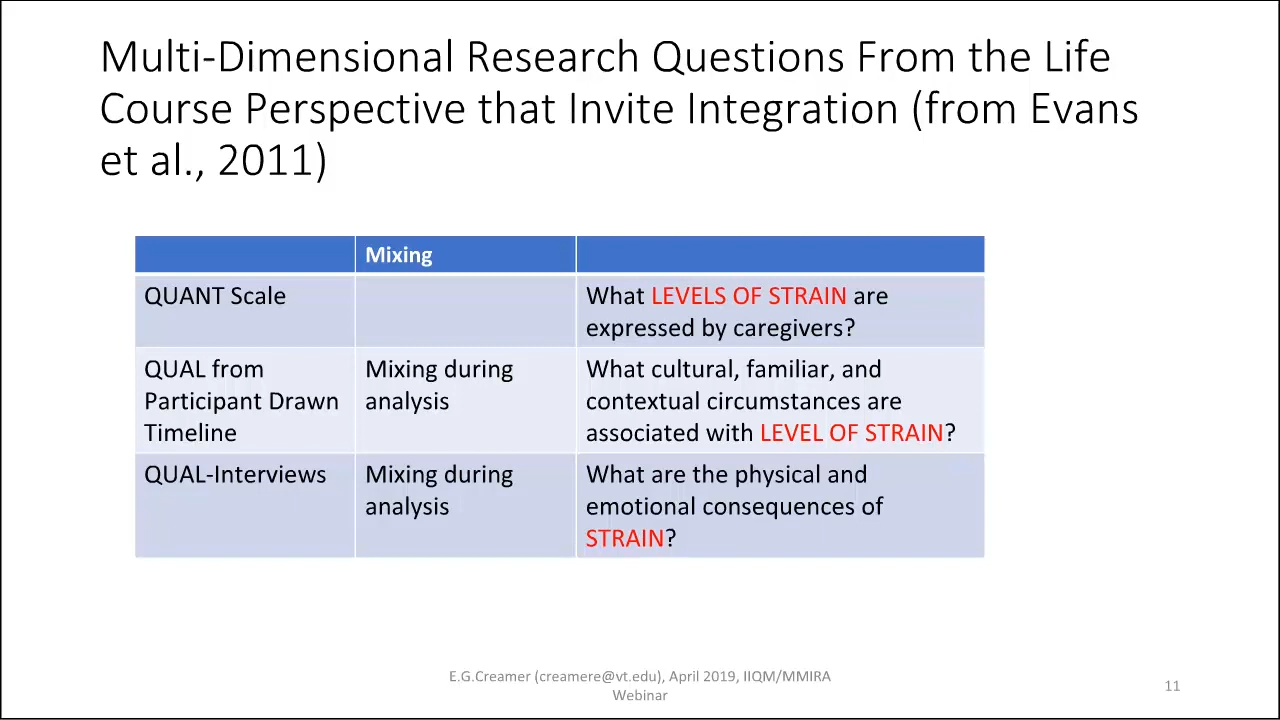 Multi-Dimensional Research Questions From the Life
Course Perspective that Invite Integration (from Evans
et al., 2011)
Mixing
QUANT Scale
What LEVELS OF STRAIN are
expressed by caregivers?
QUAL from
Participant Drawn
Timeline
Mixing during
analysis
What cultural, familiar, and
contextual circumstances are
associated with LEVEL OF STRAIN?
QUAL-Interviews
Mixing during
analysis
What are the physical and
emotional consequences of
STRAIN?
E.G.Creamer (creamere@vt.edu), April 2019, IIQM/MMIRA
Webinar
11